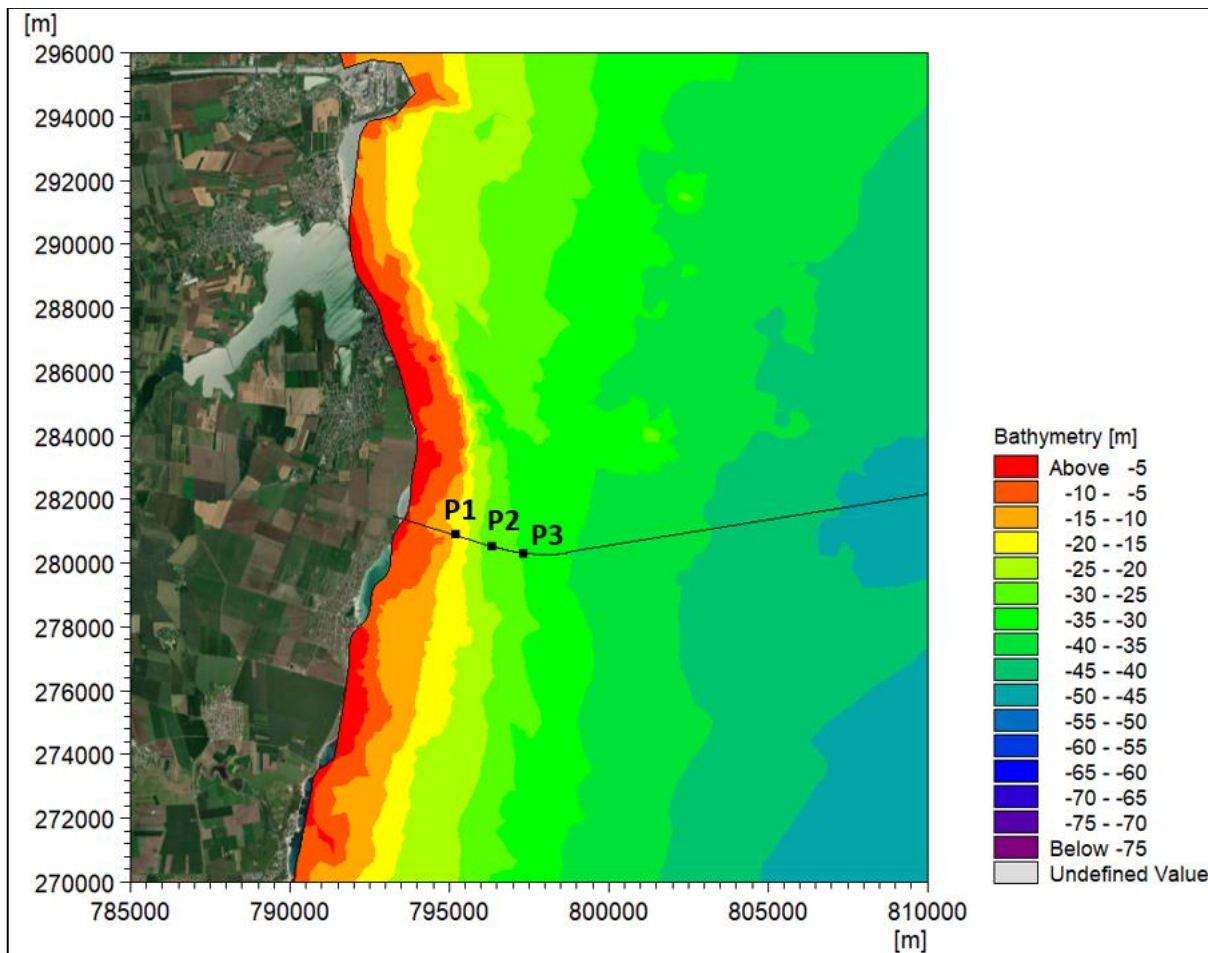 [m]
296000
294000
292000
290000
288000
286000
284000
282000
280000
278000
276000
274000
272000
270000
785000 790000 795000 800000 805000 810000
[m]
P1
P2
P3
Bathymetry [m]
Above -5
-10 - -5
-15 - -10
-20 - -15
-25 - -20
-30 - -25
-35 - -30
-40 - -35
-45 - -40
-50 - -45
-55 - -50
-60 - -55
-65 - -60
-70 - -65
-75 - -70
Below -75
Undefined Value